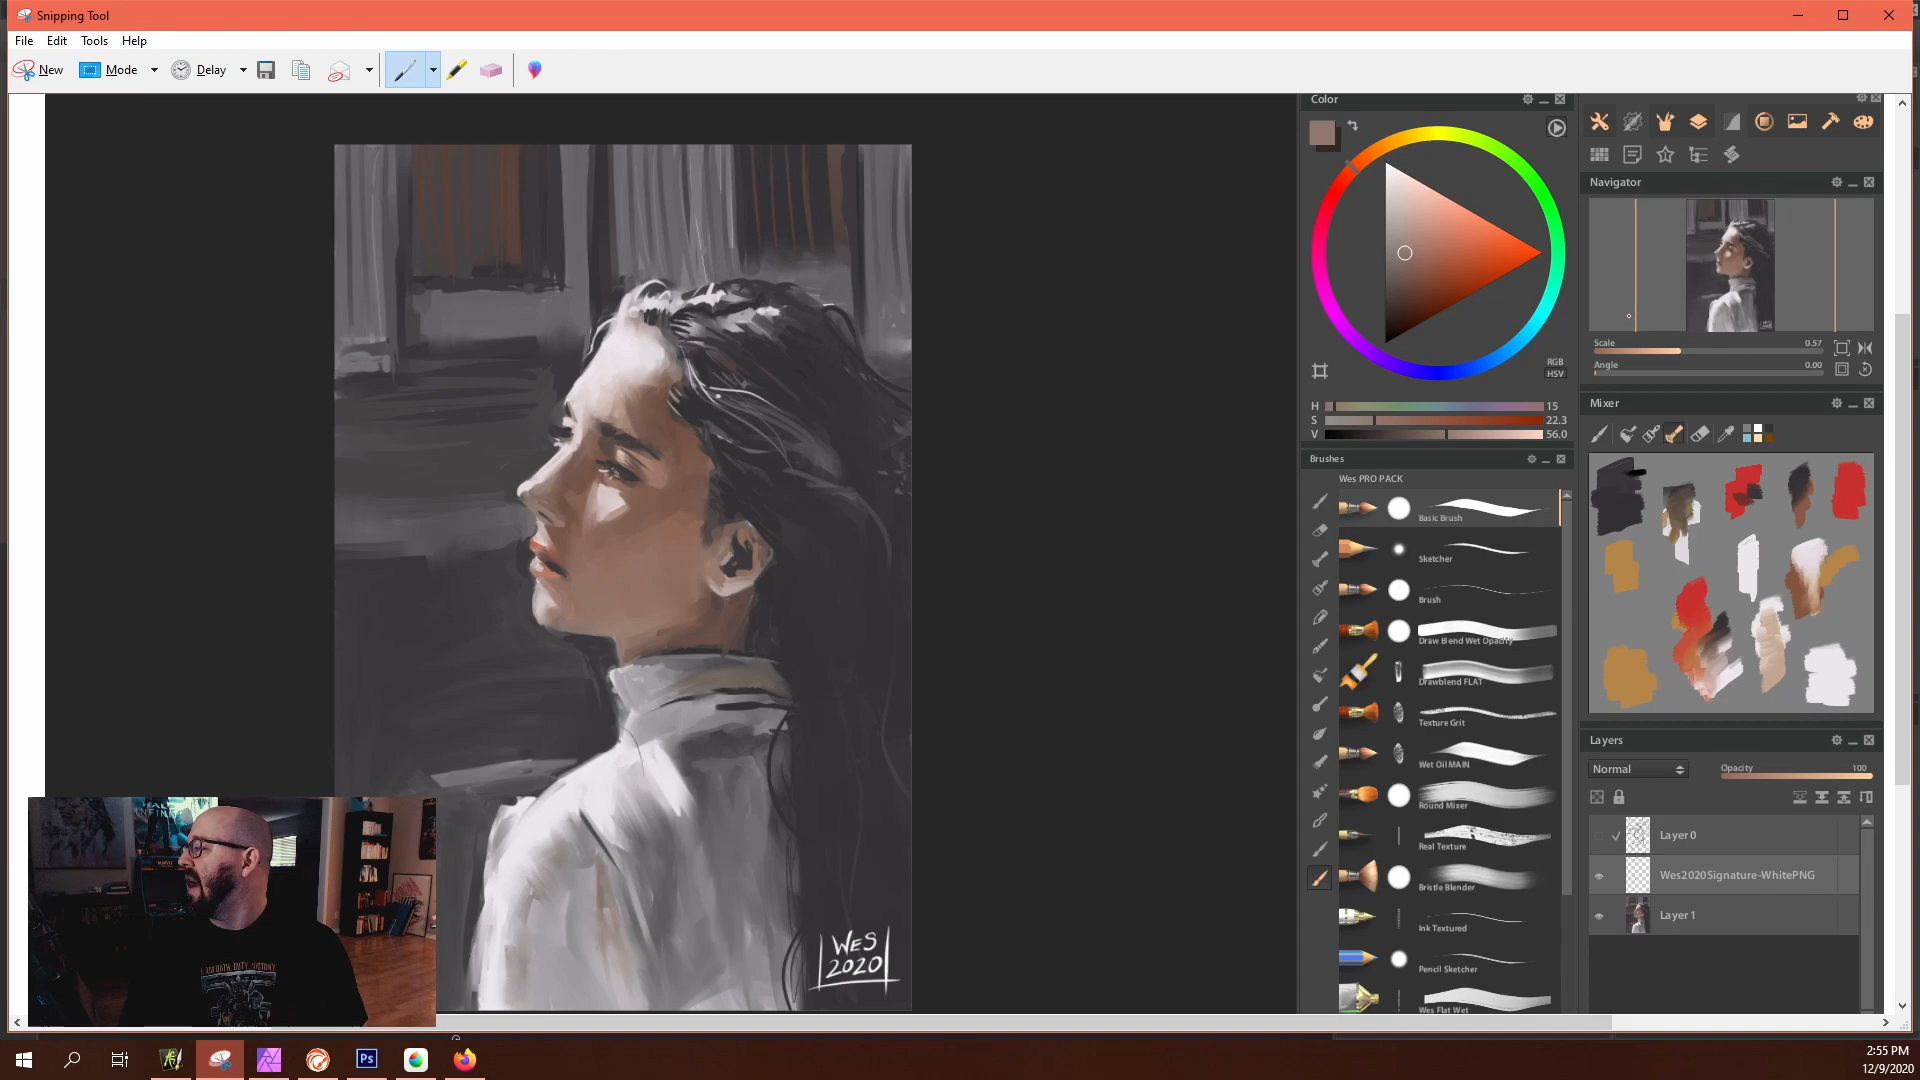 Snipping Tool
File Edit Tools Help
New Mode Delay
Color
RGB
HSV
H 15
S 22.3
V 56.0
Brushes
Wes PRO PACK
Basic Brush
Sketcher
Brush
Draw Blend Wet Opacity
Drawblend FLAT
Texture Grit
Wet Oil MAIN
Round Mixer
Real Texture
Bristle Blender
Ink Textured
Pencil Sketcher
Wes Flat Wet
Navigator
Scale 0.57
Angle 0.00
Mixer
Layers
Normal Opacity 100
Layer 0
Wes2020Signature-WhitePNG
Layer 1
WES
2020
Ps
2:55 PM
12/9/2020